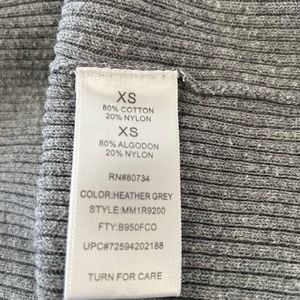 XS
80% COTTON
20% NYLON
XS
80% ALGODON
20% NYLON
RN#80734
COLOR:HEATHER GREY
STYLE:MM1R9200
FTY:B950FCO
UPC#72594202188
TURN FOR CARE